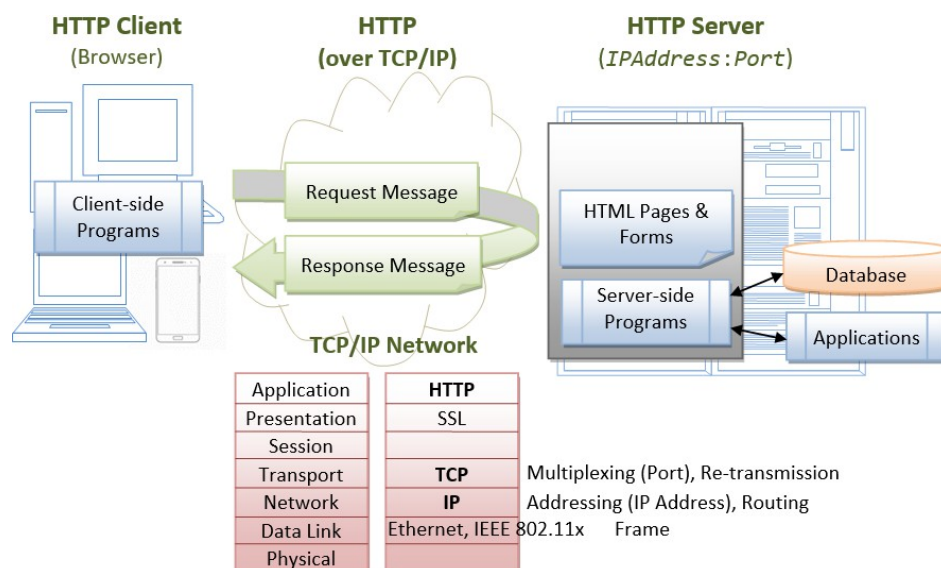 HTTP Client
(Browser)
HTTP
(over TCP/IP)
HTTP Server
(IPAddress:Port)
Client-side
Programs
Request Message
Response Message
HTML Pages &
Forms
Server-side
Programs
Database
Applications
TCP/IP Network
Application HTTP
Presentation SSL
Session
Transport TCP Multiplexing (Port), Re-transmission
Network IP Addressing (IP Address), Routing
Data Link Ethernet, IEEE 802.11x Frame
Physical